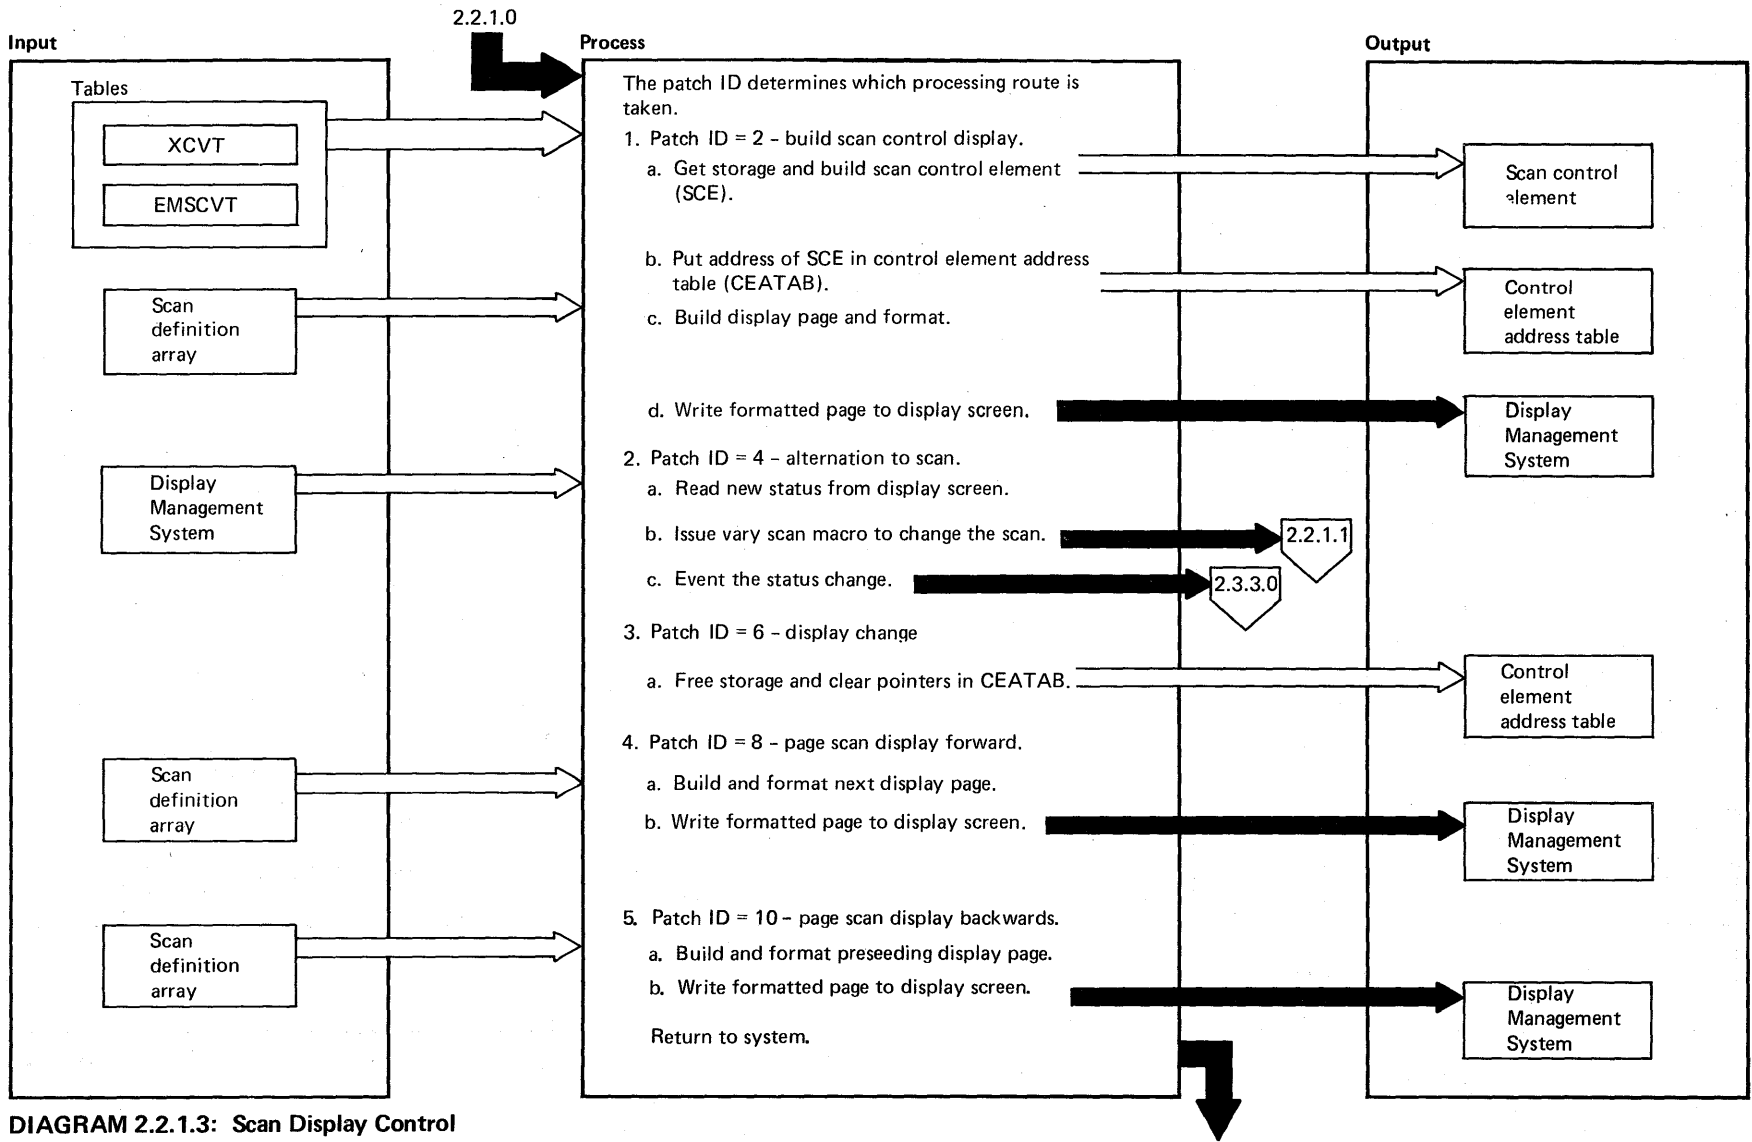 2.2.1.0
Input
Process
Output
Tables
XCVT
EMSCVT
Scan
definition
array
Display
Management
System
Scan
definition
array
Scan
definition
array
The patch ID determines which processing route is
taken.
1. Patch ID = 2 – build scan control display.
a. Get storage and build scan control element
(SCE).
b. Put address of SCE in control element address
table (CEATAB).
c. Build display page and format.
d. Write formatted page to display screen.
2. Patch ID = 4 – alternation to scan.
a. Read new status from display screen.
b. Issue vary scan macro to change the scan.
2.2.1.1
c. Event the status change.
2.3.3.0
3. Patch ID = 6 – display change
a. Free storage and clear pointers in CEATAB.
4. Patch ID = 8 – page scan display forward.
a. Build and format next display page.
b. Write formatted page to display screen.
5. Patch ID = 10 – page scan display backwards.
a. Build and format preseeding display page.
b. Write formatted page to display screen.
Return to system.
Scan control
element
Control
element
address table
Display
Management
System
Control
element
address table
Display
Management
System
Display
Management
System
DIAGRAM 2.2.1.3: Scan Display Control